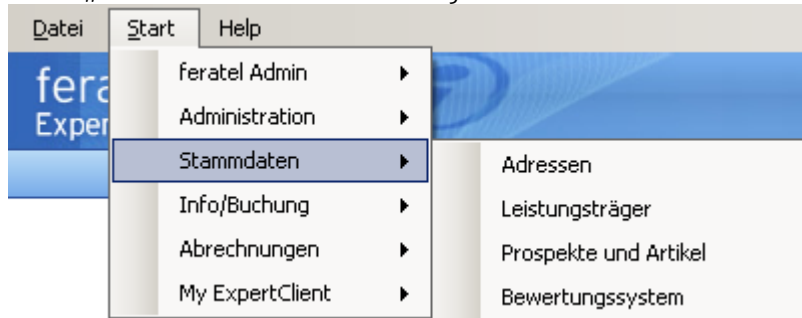 Datei Start Help
feratel Admin
Administration
Stammdaten
Info/Buchung
Abrechnungen
My ExpertClient
Adressen
Leistungsträger
Prospekte und Artikel
Bewertungssystem